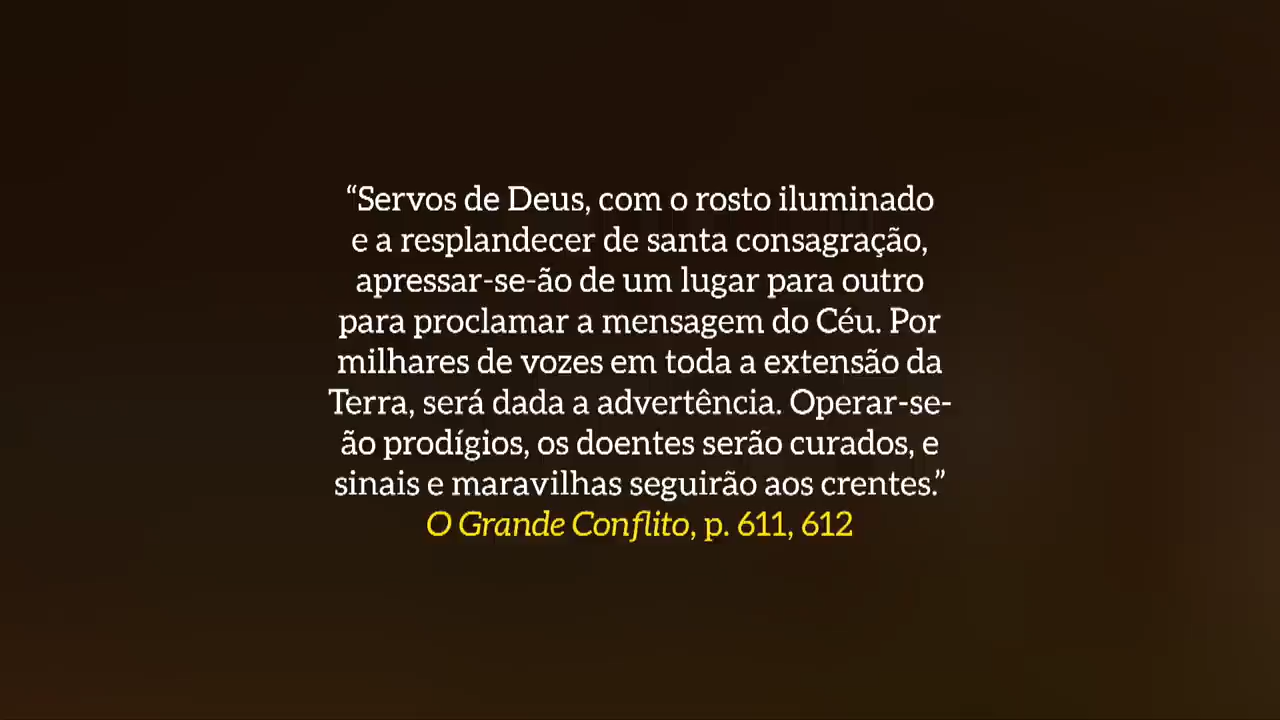 “Servos de Deus, com o rosto iluminado
e a resplandecer de santa consagração,
apressar-se-ão de um lugar para outro
para proclamar a mensagem do Céu. Por
milhares de vozes em toda a extensão da
Terra, será dada a advertência. Operar-se-
ão prodígios, os doentes serão curados, e
sinais e maravilhas seguirão aos crentes.”
O Grande Conflito, p. 611, 612